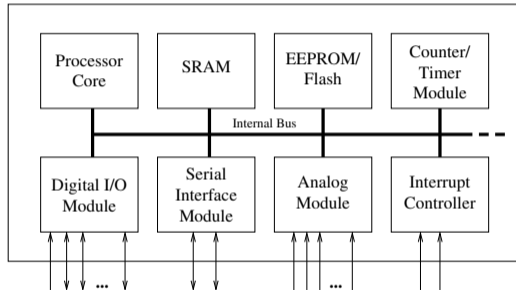 Processor
Core
SRAM
EEPROM/
Flash
Counter/
Timer
Module
Internal Bus
Digital I/O
Module
Serial
Interface
Module
Analog
Module
Interrupt
Controller
...
...